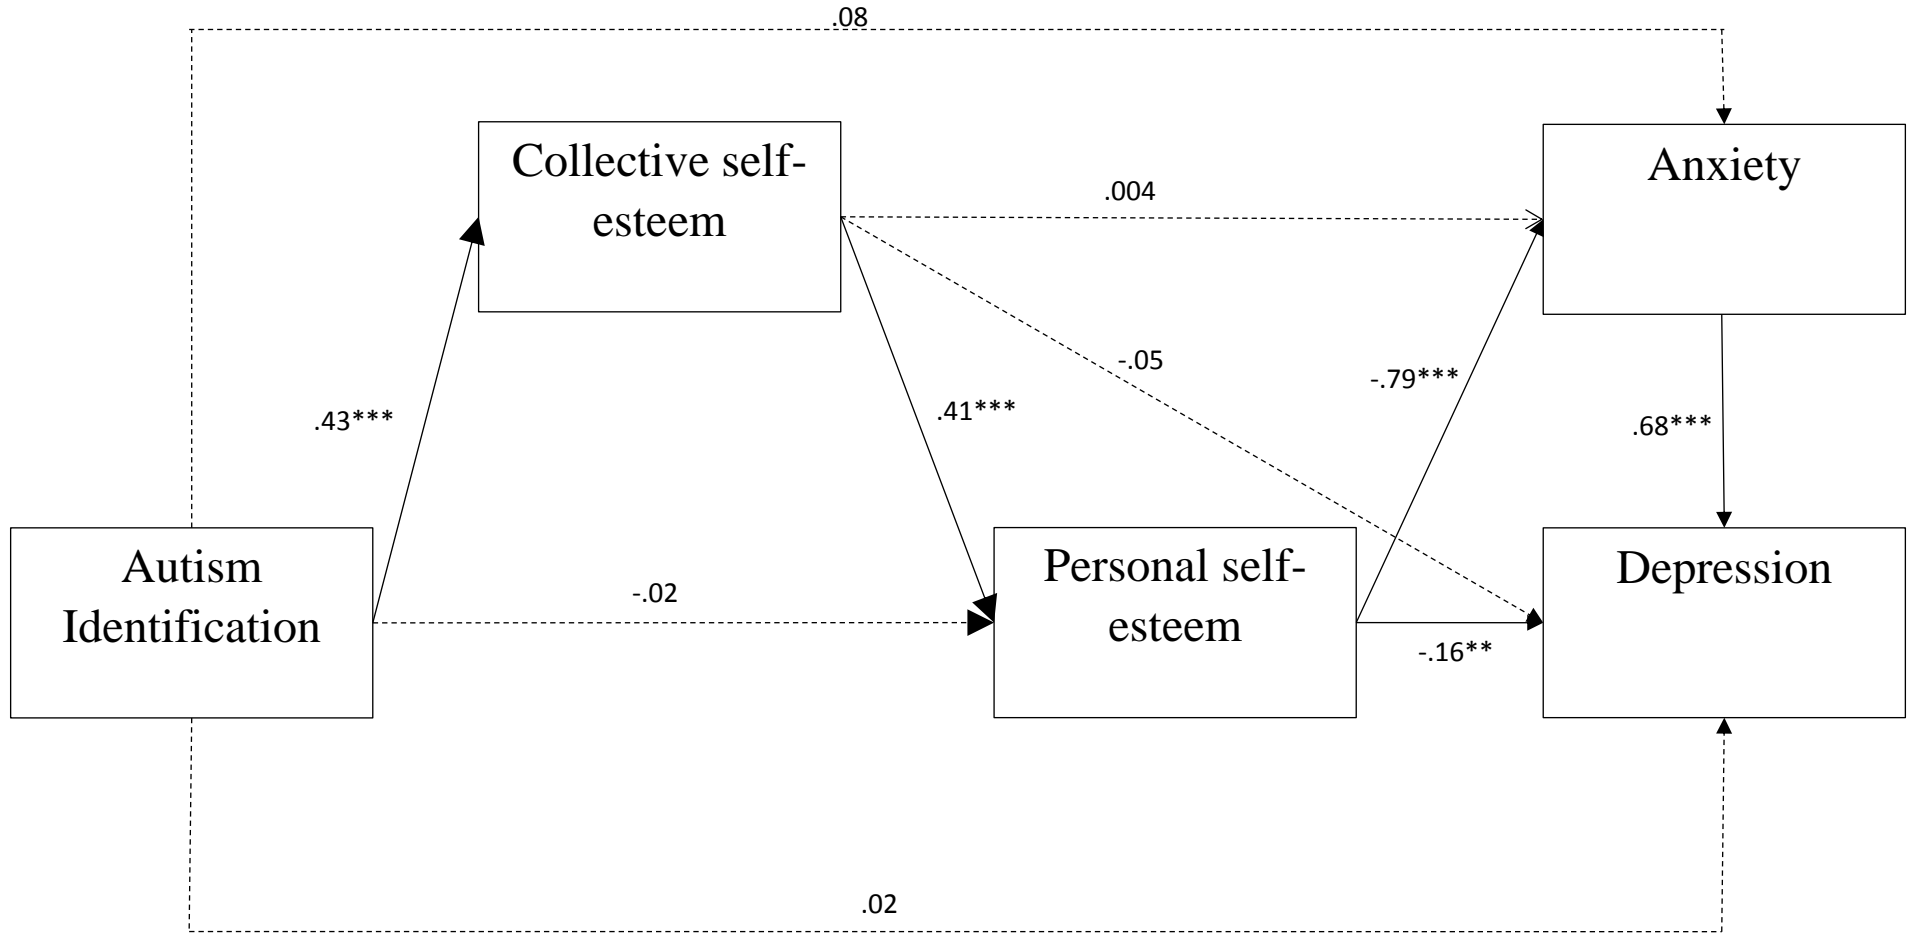 .08
Collective self-
esteem
.004
Anxiety
-.05
-.79***
.41***
.43***
.68***
Autism
Identification
-.02
Personal self-
esteem
Depression
-.16**
.02